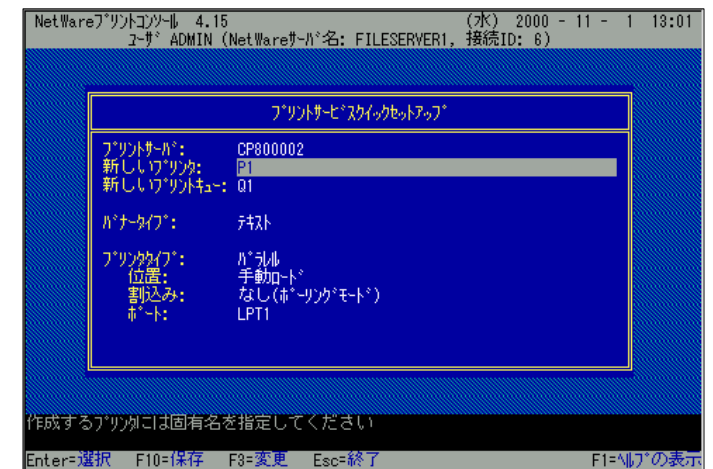 NetWareﾌﾟﾘﾝﾄｺﾝｿｰﾙ 4.15 (水) 2000 - 11 - 1 13:01
ﾕｰｻﾞ ADMIN (NetWareｻｰﾊﾞ名: FILESERVER1, 接続ID: 6)
ﾌﾟﾘﾝﾄｻｰﾋﾞｽｸｲｯｸｾｯﾄｱｯﾌﾟ
ﾌﾟﾘﾝﾄｻｰﾊﾞ: CP800002
新しいﾌﾟﾘﾝﾀ: P1
新しいﾌﾟﾘﾝﾄｷｭｰ: Q1
ﾊﾞﾅｰﾀｲﾌﾟ: ﾃｷｽﾄ
ﾌﾟﾘﾝﾀﾀｲﾌﾟ: ﾊﾟﾗﾚﾙ
位置: 手動ﾛｰﾄﾞ
割込み: なし(ﾎﾟｰﾘﾝｸﾞﾓｰﾄﾞ)
ﾎﾟｰﾄ: LPT1
作成するﾌﾟﾘﾝﾀには固有名を指定してください
Enter=選択 F10=保存 F3=変更 Esc=終了 F1=ﾍﾙﾌﾟの表示